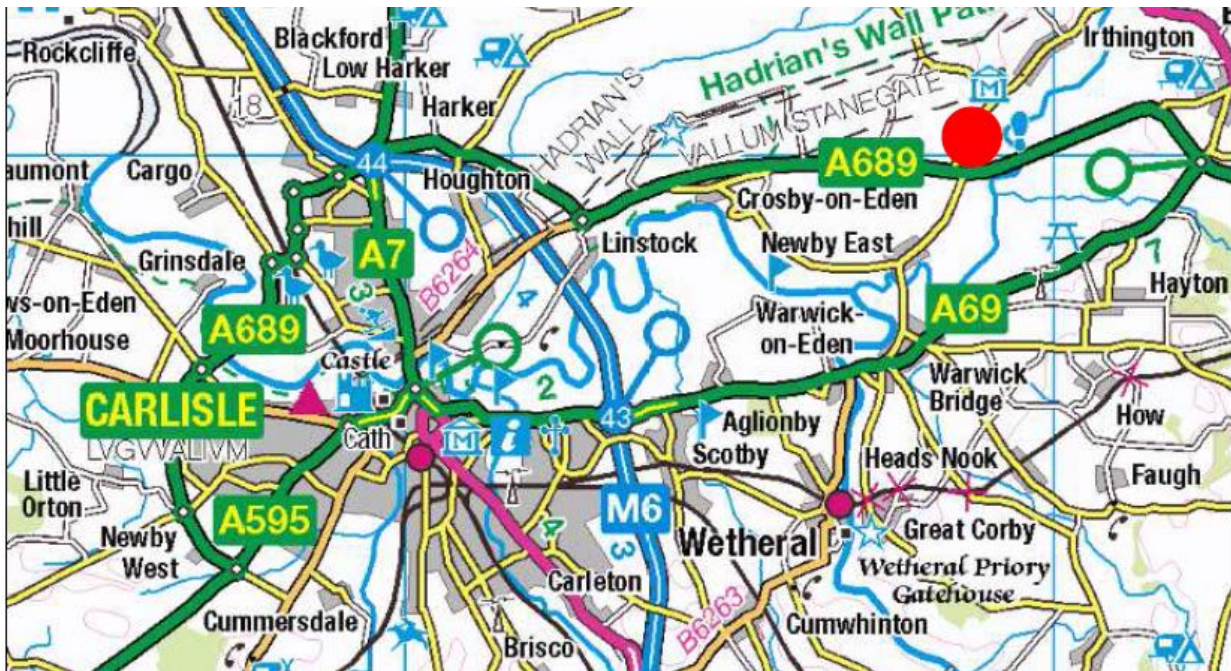 Rockcliffe
Blackford
Low Harker
Harker
18
HADRIAN'S
WALL
Hadrian's Wall Path
VALLUM
STANEGATE
Irthington
M
44
Houghton
A689
Crosby-on-Eden
aumont
Cargo
hill
Grinsdale
A7
3
B6264
4
Linstock
Newby East
7
Hayton
ws-on-Eden
Moorhouse
A689
Castle
2
Warwick-
on-Eden
A69
CARLISLE
LVGVVALIVM
Cath
M
i
43
Aglionby
Scotby
Warwick
Bridge
How
Little
Orton
A595
M6
Heads Nook
Faugh
Newby
West
4
3
Wetheral
Great Corby
Wetheral Priory
Gatehouse
Carleton
Cummersdale
Brisco
B6263
Cumwhinton